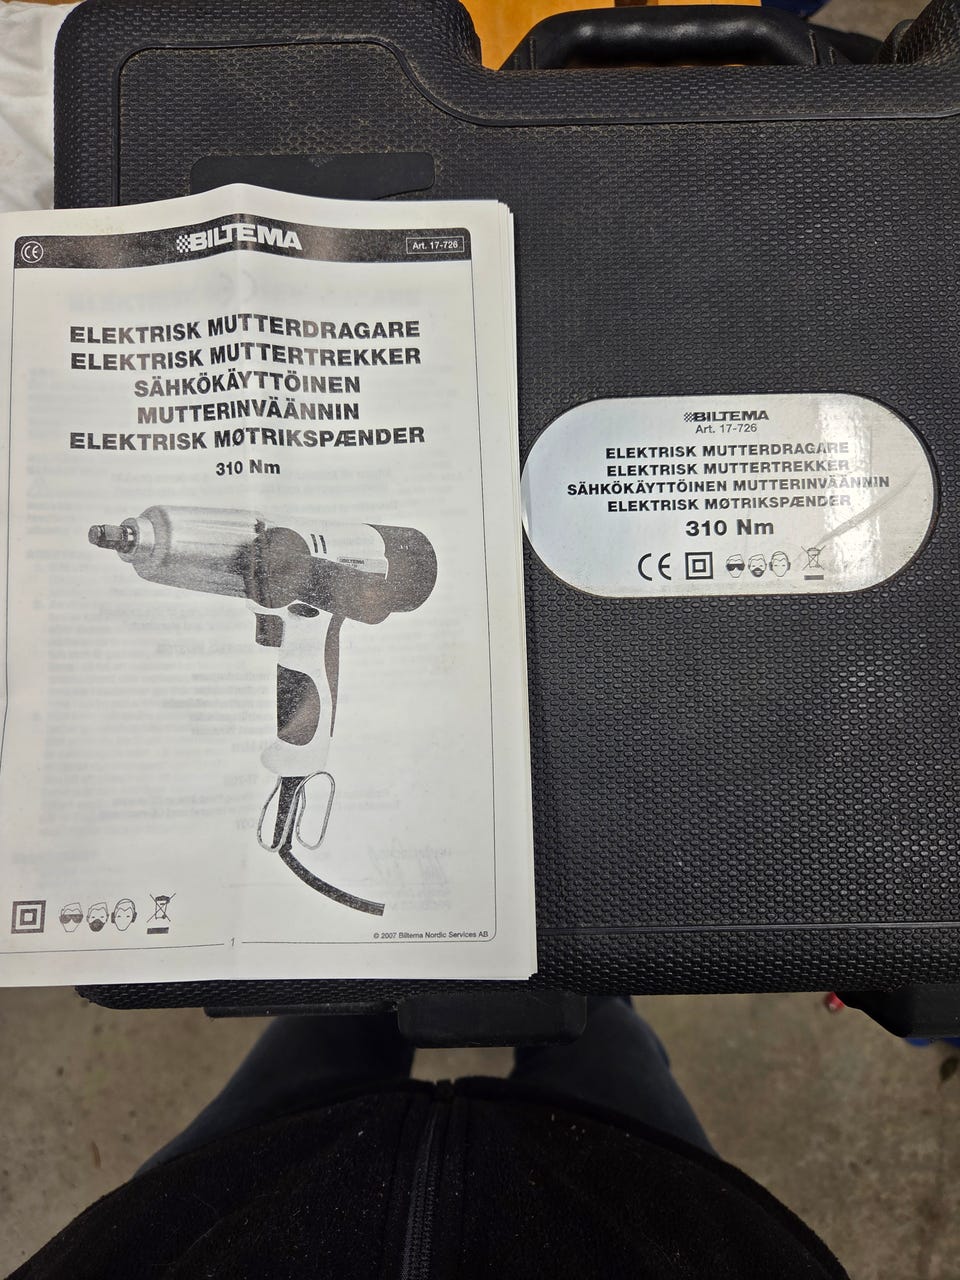 BILTEMA
Art. 17-726
ELEKTRISK MUTTERDRAGARE
ELEKTRISK MUTTERTREKKER
SÄHKÖKÄYTTÖINEN
MUTTERINVÄÄNNIN
ELEKTRISK MØTRIKSPÆNDER
310 Nm
BILTEMA
1
© 2007 Biltema Nordic Services AB
BILTEMA
Art. 17-726
ELEKTRISK MUTTERDRAGARE
ELEKTRISK MUTTERTREKKER
SÄHKÖKÄYTTÖINEN MUTTERINVÄÄNNIN
ELEKTRISK MØTRIKSPÆNDER
310 Nm
CE